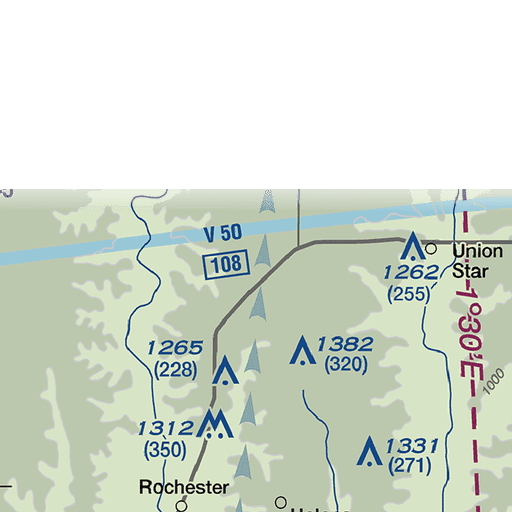 V 50
108
Union
Star
1262
(255)
1°30'E
1265
(228)
1382
(320)
1000
1312
(350)
1331
(271)
Rochester